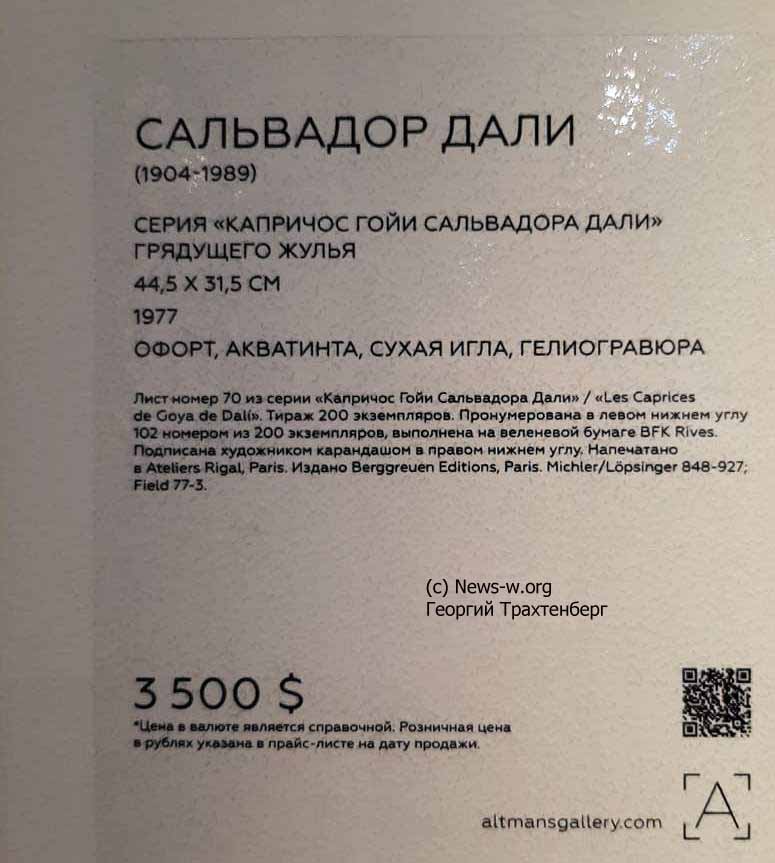 САЛЬВАДОР ДАЛИ
(1904-1989)
СЕРИЯ «КАПРИЧОС ГОЙИ САЛЬВАДОРА ДАЛИ»
ГРЯДУЩЕГО ЖУЛЬЯ
44,5 X 31,5 СМ
1977
ОФОРТ, АКВАТИНТА, СУХАЯ ИГЛА, ГЕЛИОГРАВЮРА
Лист номер 70 из серии «Капричос Гойи Сальвадора Дали» / «Les Caprices
de Goya de Dalí». Тираж 200 экземпляров. Пронумерована в левом нижнем углу
102 номером из 200 экземпляров, выполнена на веленевой бумаге BFK Rives.
Подписана художником карандашом в правом нижнем углу. Напечатано
в Ateliers Rigal, Paris. Издано Berggreuen Editions, Paris. Michler/Löpsinger 848-927;
Field 77-3.
(c) News-w.org
Георгий Трахтенберг
3 500 $
*Цена в валюте является справочной. Розничная цена
в рублях указана в прайс-листе на дату продажи.
A
altmansgallery.com